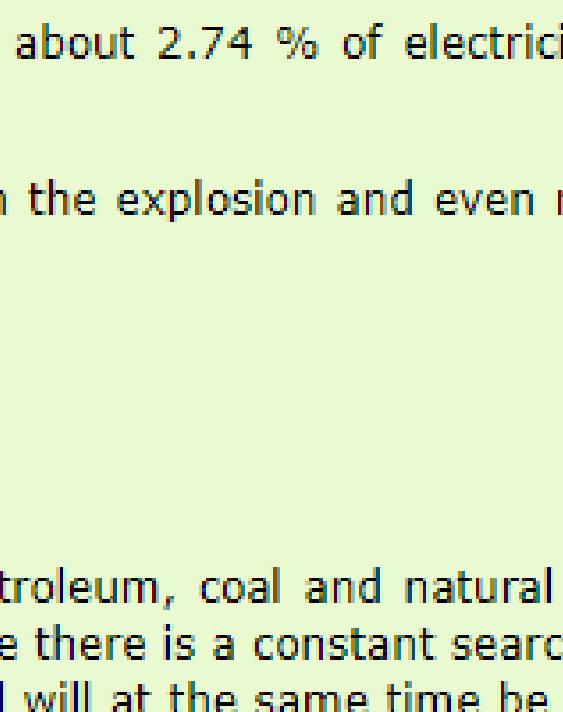 about 2.74 % of electrici
the explosion and even
troleum, coal and natural
e there is a constant searc
will at the same time be